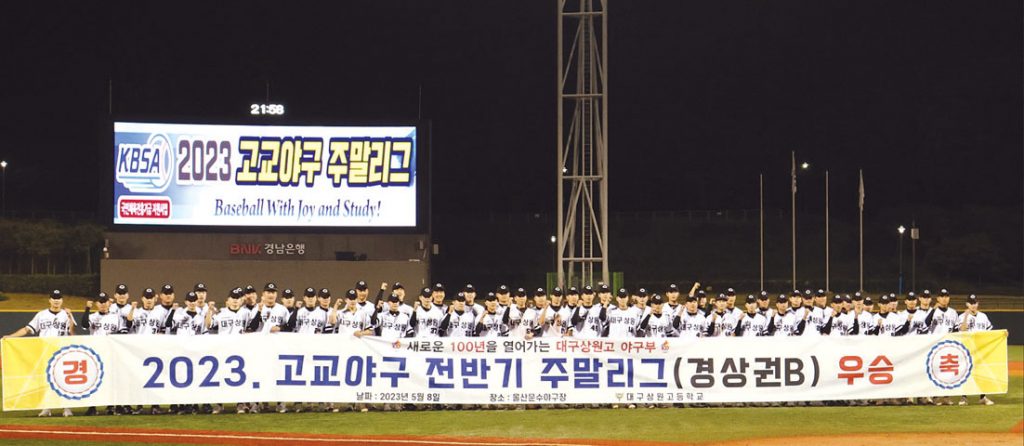 21:58
KBSA 2023 고교야구 주말리그
Baseball With Joy and Study!
BNK 경남은행
새로운 100년을 열어가는 대구상원고 야구부
경 2023. 고교야구 전반기 주말리그(경상권B) 우승 축
날짜 : 2023년 5월 8일 장소 : 울산문수야구장 대구상원고등학교